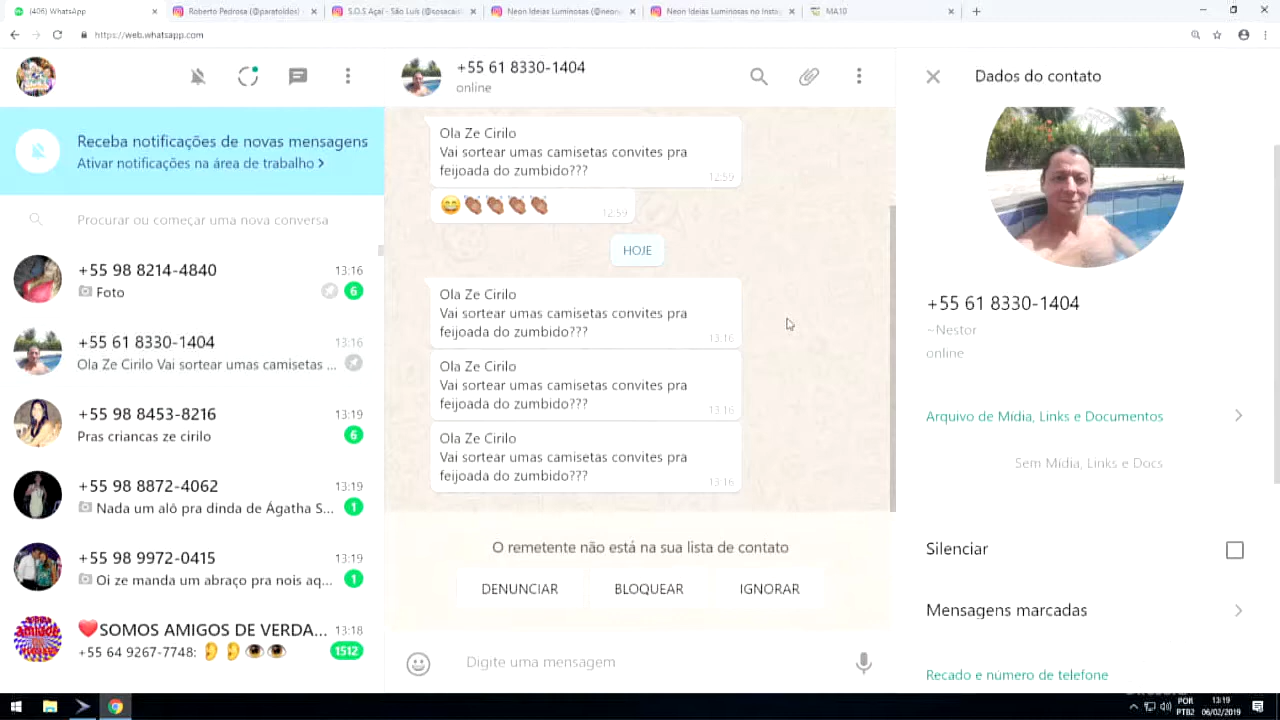 (406) WhatsApp
Roberto Pedrosa (@paratoldos)
S.O.S Açaí - São Luís (@sosacai
Neon Ideias Luminosas (@neon
Neon Ideias Luminosas no Insta
MA10
https://web.whatsapp.com
Receba notificações de novas mensagens
Ativar notificações na área de trabalho >
Procurar ou começar uma nova conversa
+55 98 8214-4840 13:16
Foto 6
+55 61 8330-1404 13:16
Ola Ze Cirilo Vai sortear umas camisetas ...
+55 98 8453-8216 13:19
Pras criancas ze cirilo 6
+55 98 8872-4062 13:19
Nada um alô pra dinda de Ágatha S... 1
+55 98 9972-0415 13:19
Oi ze manda um abraço pra nois aq... 1
❤️SOMOS AMIGOS DE VERDA... 13:18
+55 64 9267-7748: 👂👂👁👁 1512
+55 61 8330-1404
online
Ola Ze Cirilo
Vai sortear umas camisetas convites pra
feijoada do zumbido???
12:59
😄👏🏽👏🏽👏🏽👏🏽 12:59
HOJE
Ola Ze Cirilo
Vai sortear umas camisetas convites pra
feijoada do zumbido???
13:16
Ola Ze Cirilo
Vai sortear umas camisetas convites pra
feijoada do zumbido???
13:16
Ola Ze Cirilo
Vai sortear umas camisetas convites pra
feijoada do zumbido???
13:16
O remetente não está na sua lista de contato
DENUNCIAR BLOQUEAR IGNORAR
Digite uma mensagem
Dados do contato
+55 61 8330-1404
~Nestor
online
Arquivo de Mídia, Links e Documentos
Sem Mídia, Links e Docs
Silenciar
Mensagens marcadas
Recado e número de telefone
POR
PTB2
13:19
06/02/2019